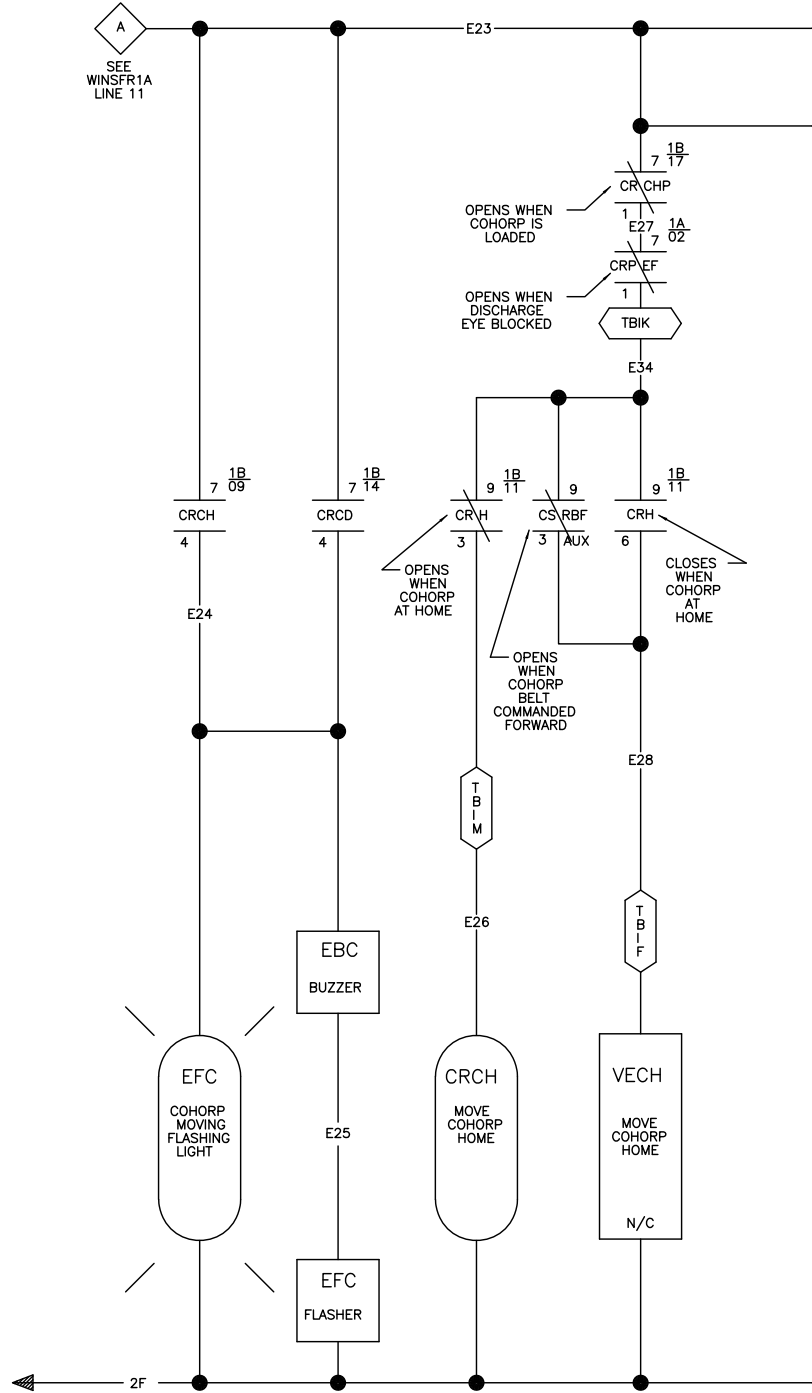 A
SEE
WINSFR1A
LINE 11
E23
7
1B
17
CR CHP
1
OPENS WHEN
COHORP IS
LOADED
E27
7
1A
02
CRP EF
1
OPENS WHEN
DISCHARGE
EYE BLOCKED
TBIK
E34
7
1B
09
CRCH
4
7
1B
14
CRCD
4
9
1B
11
CR H
3
9
CS RBF
3 AUX
9
1B
11
CRH
6
OPENS
WHEN
COHORP
AT HOME
CLOSES
WHEN
COHORP
AT
HOME
E24
OPENS
WHEN
COHORP
BELT
COMMANDED
FORWARD
E28
T
B
I
M
E26
T
B
I
F
EBC
BUZZER
EFC
COHORP
MOVING
FLASHING
LIGHT
E25
CRCH
MOVE
COHORP
HOME
VECH
MOVE
COHORP
HOME
N/C
EFC
FLASHER
2F